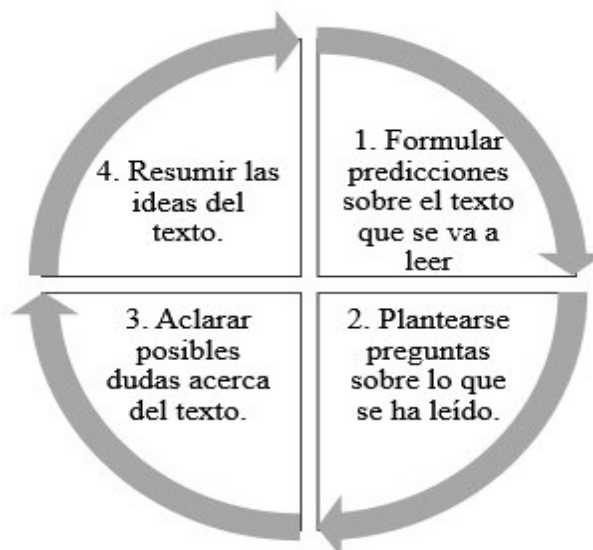 1. Formular
predicciones
sobre el texto
que se va a
leer
2. Plantearse
preguntas
sobre lo que
se ha leído.
3. Aclarar
posibles
dudas acerca
del texto.
4. Resumir las
ideas del
texto.